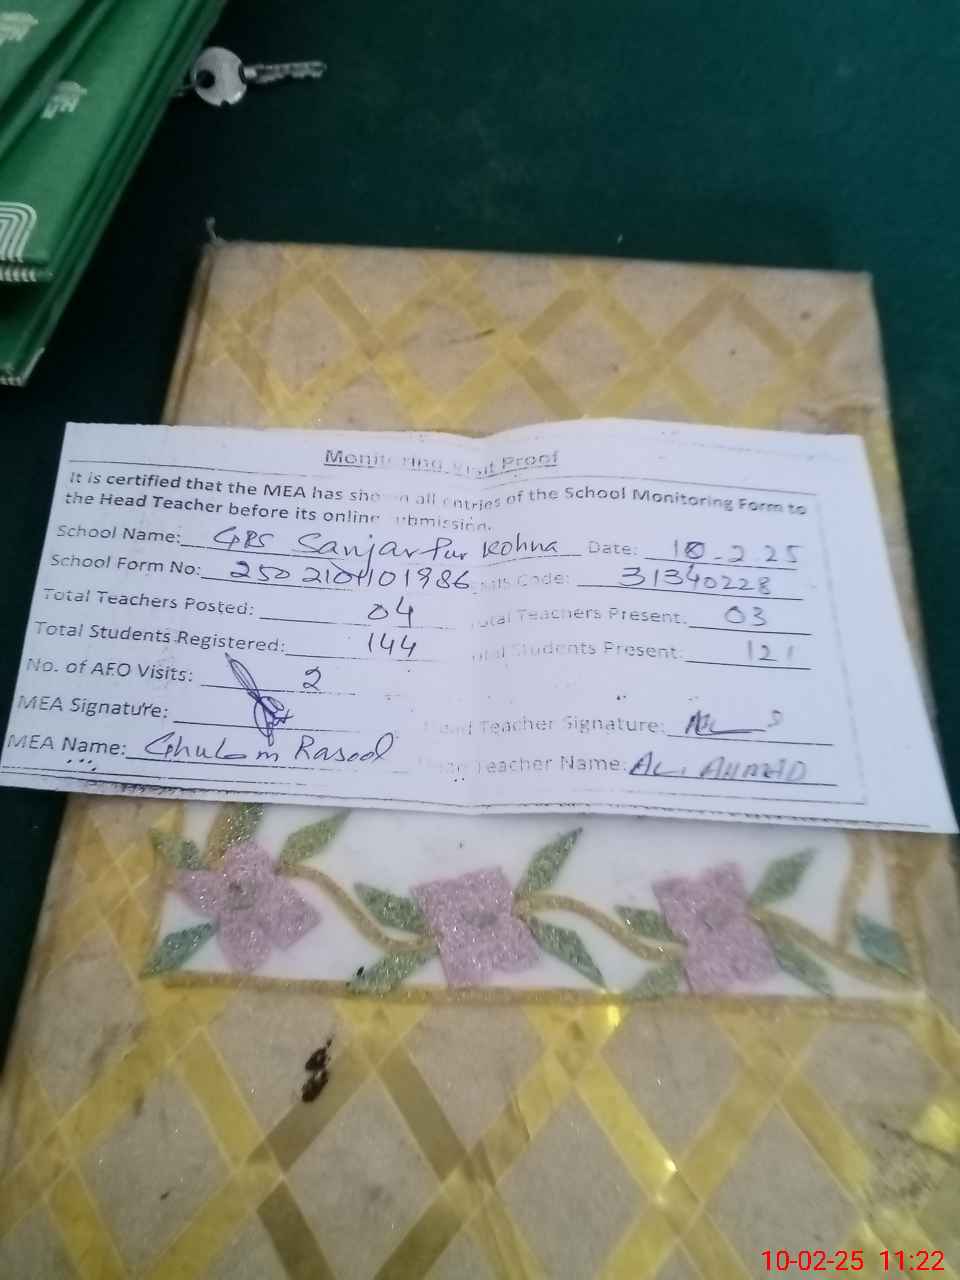 Monitoring Visit Proof
It is certified that the MEA has shown all entries of the School Monitoring Form to
the Head Teacher before its online submission.
School Name: GPS Sanjar Pur Kohna Date: 10-2-25
School Form No: Code: 31340228
Total Teachers Posted: 04 Total Teachers Present: 03
Total Students Registered: 144 Total Students Present: 121
No. of AEO Visits: 2
MEA Signature: Head Teacher Signature:
MEA Name: Ghulam Rasool Head Teacher Name: ALI AHMAD
10-02-25 11:22